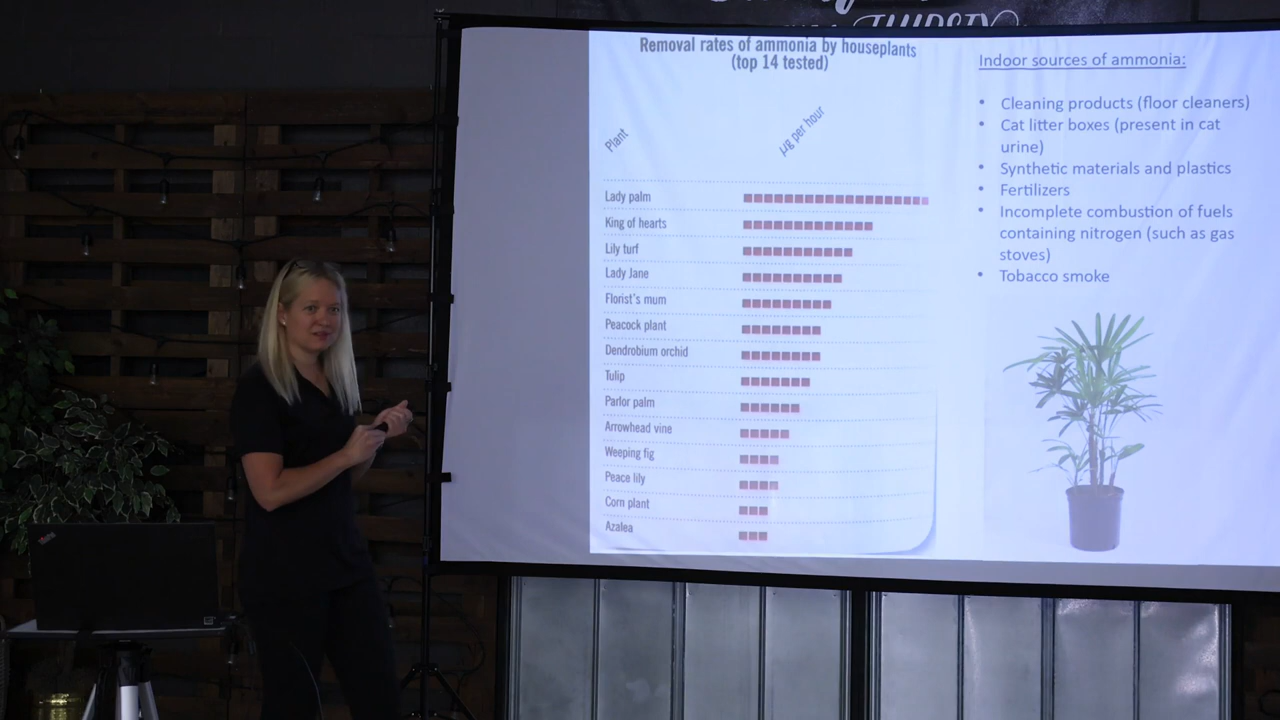 THIRSTY
Removal rates of ammonia by houseplants
(top 14 tested)
Plant
µg per hour
Lady palm
King of hearts
Lily turf
Lady Jane
Florist's mum
Peacock plant
Dendrobium orchid
Tulip
Parlor palm
Arrowhead vine
Weeping fig
Peace lily
Corn plant
Azalea
Indoor sources of ammonia:
• Cleaning products (floor cleaners)
• Cat litter boxes (present in cat
urine)
• Synthetic materials and plastics
• Fertilizers
• Incomplete combustion of fuels
containing nitrogen (such as gas
stoves)
• Tobacco smoke